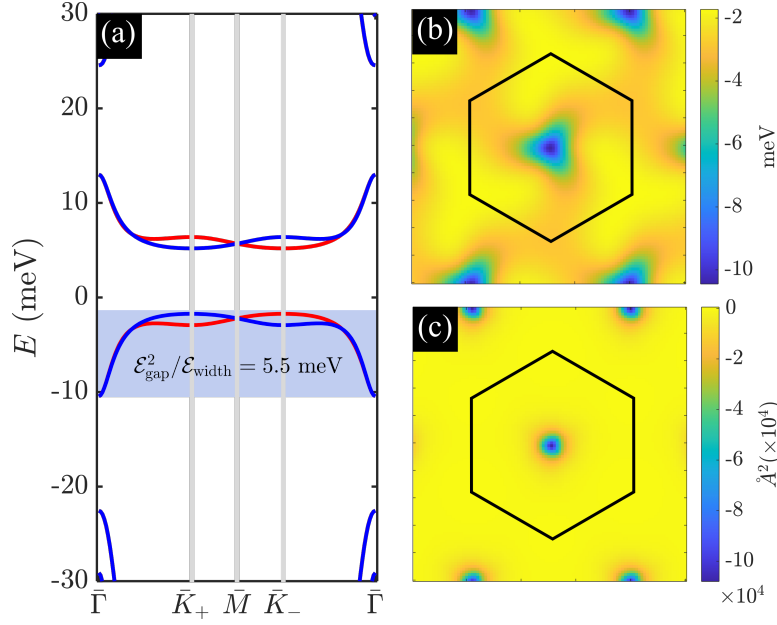 (a)
30
20
10
0
-10
-20
-30
E (meV)
ℰ²gap/ℰwidth = 5.5 meV
Γ̄ K̄₊ M̄ K̄₋ Γ̄
(b)
-2
-4
-6
-8
-10
meV
(c)
0
-2
-4
-6
-8
-10
Å²(×10⁴)
×10⁴